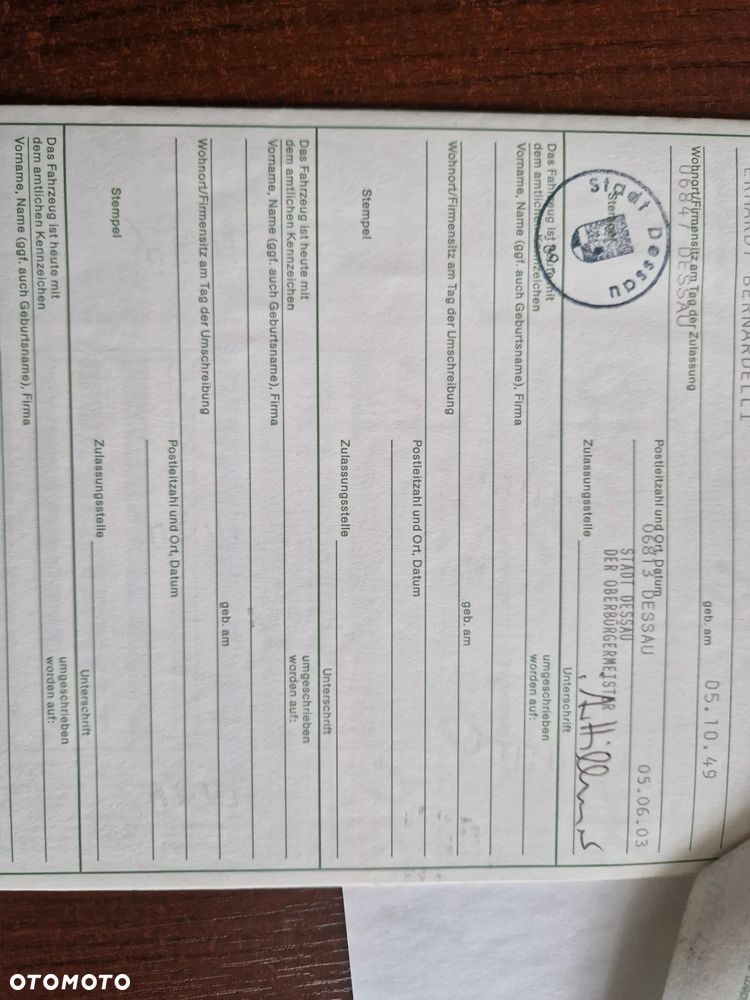 BERNARDELLI
Wohnort/Firmensitz am Tag der Zulassung
geb. am
05.10.49
06847 DESSAU
Postleitzahl und Ort, Datum
06813 DESSAU
05.06.03
STADT DESSAU
DER OBERBÜRGERMEISTAR
Stempel
Stadt Dessau
Zulassungsstelle
Unterschrift
Das Fahrzeug ist heute mit
dem amtlichen Kennzeichen
umgeschrieben
worden auf:
Vorname, Name (ggf. auch Geburtsname), Firma
geb. am
Wohnort/Firmensitz am Tag der Umschreibung
Postleitzahl und Ort, Datum
Stempel
Zulassungsstelle
Unterschrift
Das Fahrzeug ist heute mit
dem amtlichen Kennzeichen
umgeschrieben
worden auf:
Vorname, Name (ggf. auch Geburtsname), Firma
geb. am
Wohnort/Firmensitz am Tag der Umschreibung
Postleitzahl und Ort, Datum
Stempel
Zulassungsstelle
Unterschrift
Das Fahrzeug ist heute mit
dem amtlichen Kennzeichen
umgeschrieben
worden auf:
Vorname, Name (ggf. auch Geburtsname), Firma
OTOMOTO